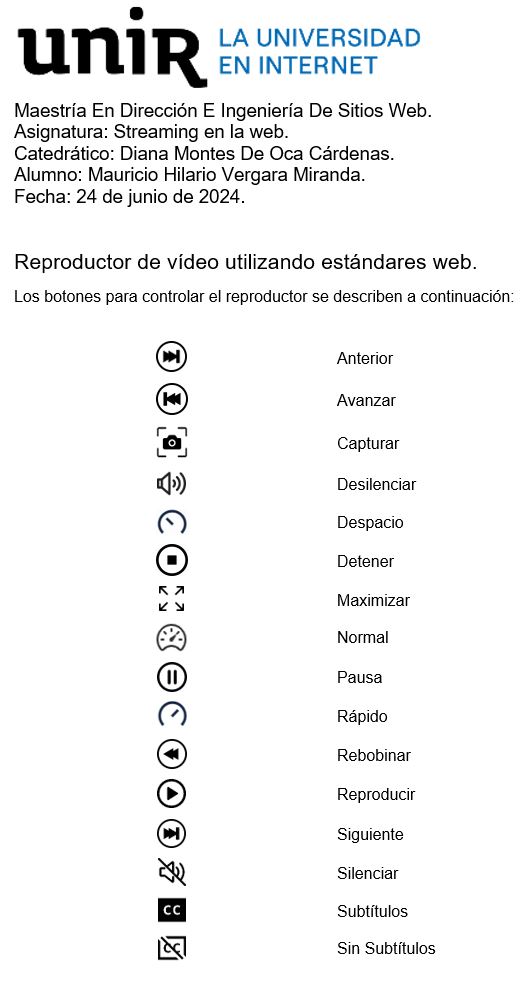 unir LA UNIVERSIDAD
EN INTERNET
Maestría En Dirección E Ingeniería De Sitios Web.
Asignatura: Streaming en la web.
Catedrático: Diana Montes De Oca Cárdenas.
Alumno: Mauricio Hilario Vergara Miranda.
Fecha: 24 de junio de 2024.
Reproductor de vídeo utilizando estándares web.
Los botones para controlar el reproductor se describen a continuación:
Anterior
Avanzar
Capturar
Desilenciar
Despacio
Detener
Maximizar
Normal
Pausa
Rápido
Rebobinar
Reproducir
Siguiente
Silenciar
CC Subtítulos
CC Sin Subtítulos